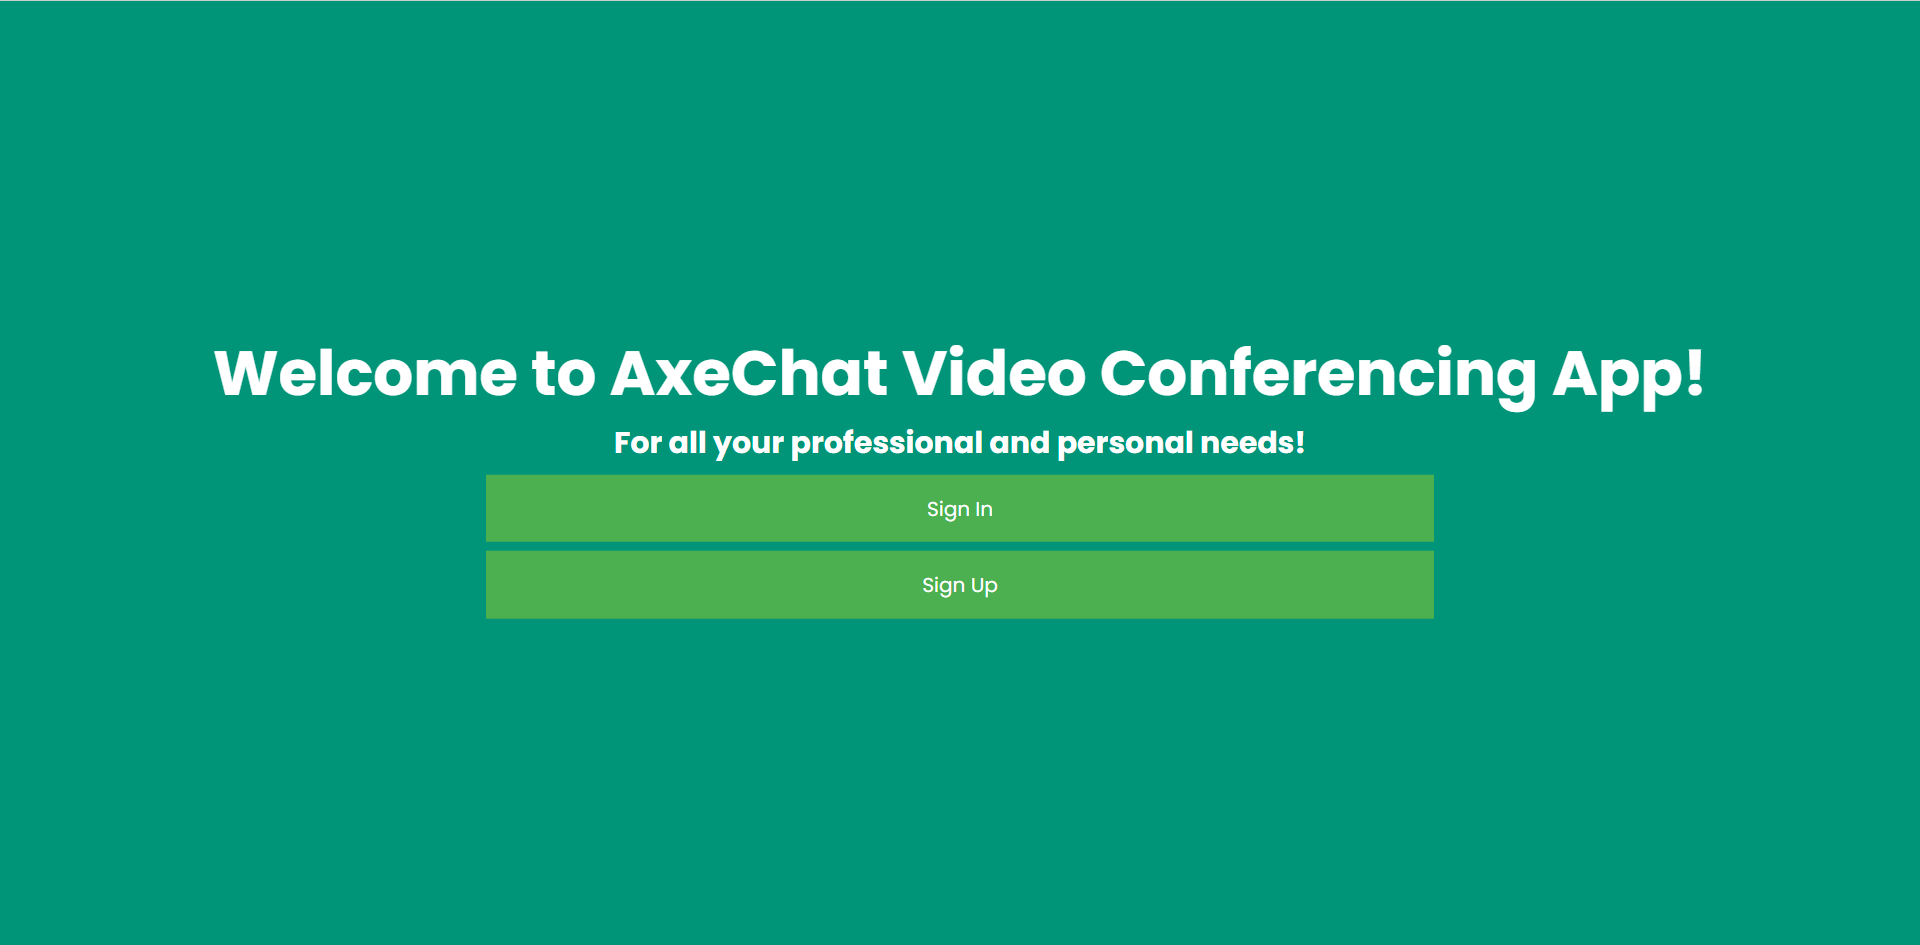 Welcome to AxeChat Video Conferencing App!
For all your professional and personal needs!
Sign In
Sign Up